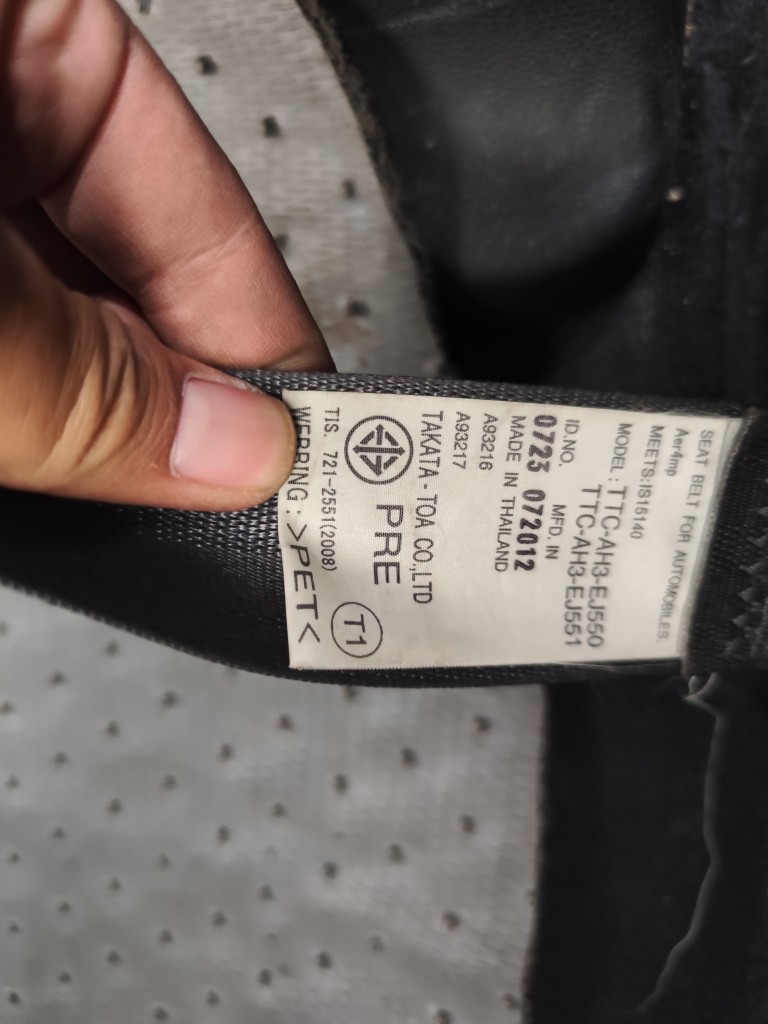 SEAT BELT FOR AUTOMOBILES.
Aer4mp
MEETS:IS15140
MODEL : TTC-AH3-EJ550
TTC-AH3-EJ551
ID.NO. MFD. IN
0723 072012
MADE IN THAILAND
A93216
A93217
TAKATA - TOA CO.,LTD
PRE
T1
TIS. 721-2551(2008)
WEBBING : >PET<